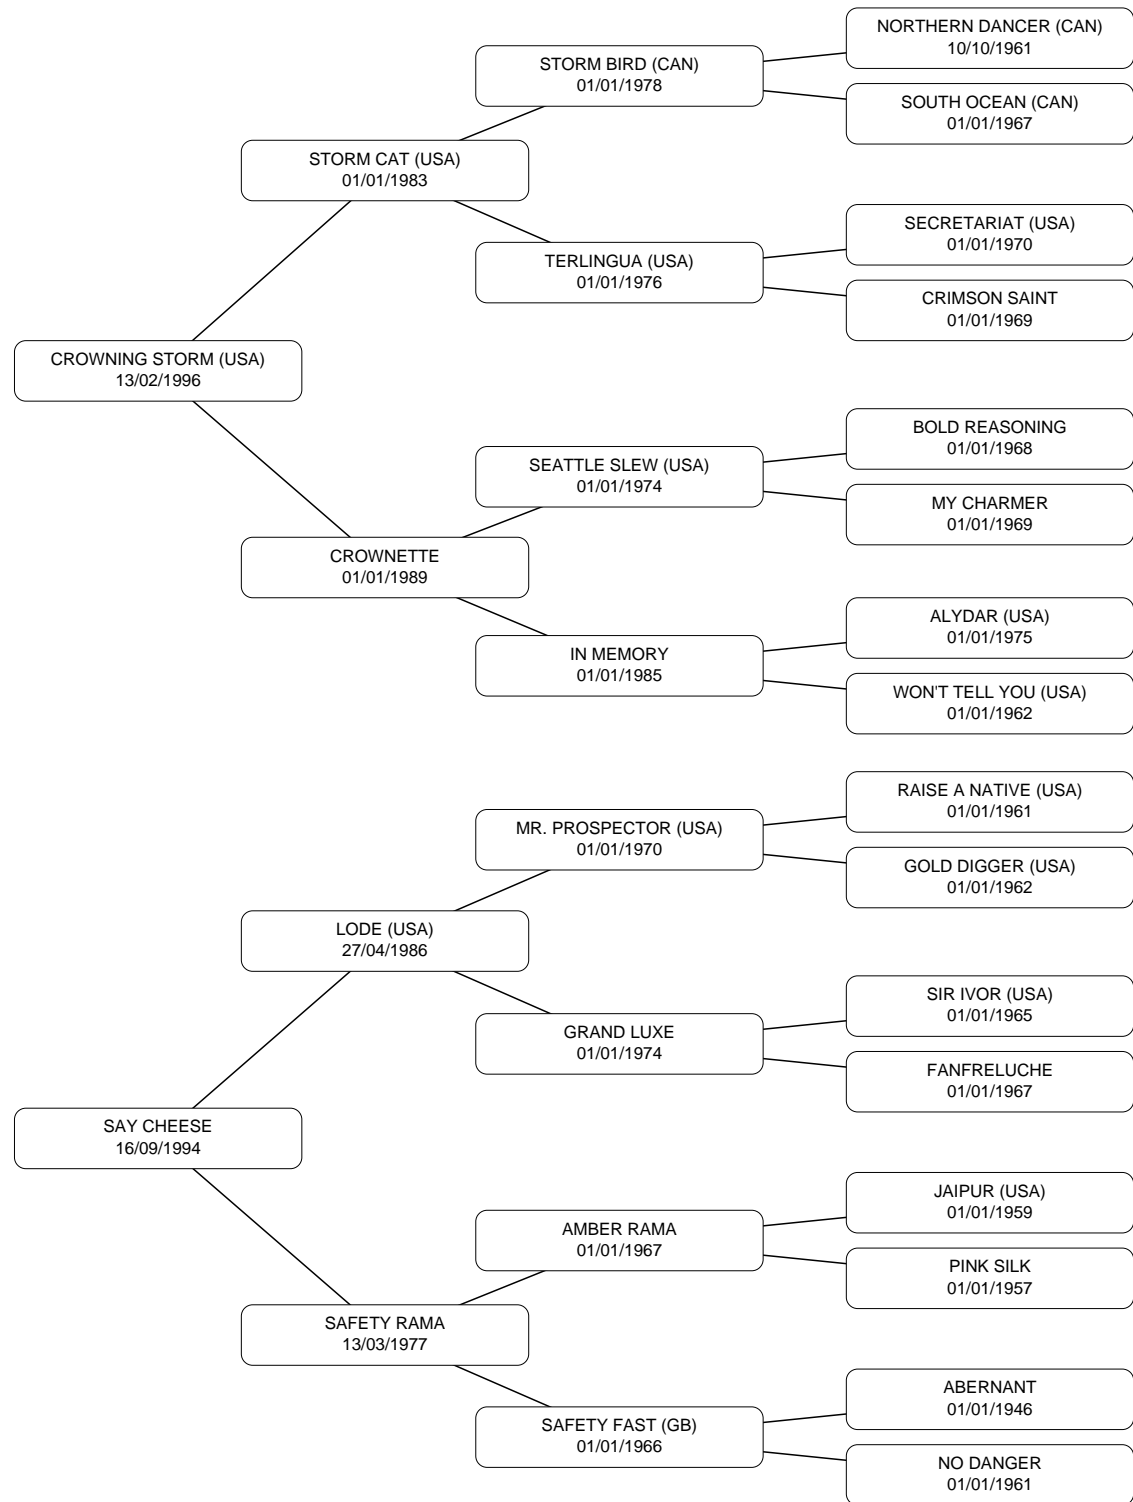 NORTHERN DANCER (CAN)
10/10/1961
STORM BIRD (CAN)
01/01/1978
SOUTH OCEAN (CAN)
01/01/1967
STORM CAT (USA)
01/01/1983
SECRETARIAT (USA)
01/01/1970
TERLINGUA (USA)
01/01/1976
CRIMSON SAINT
01/01/1969
CROWNING STORM (USA)
13/02/1996
BOLD REASONING
01/01/1968
SEATTLE SLEW (USA)
01/01/1974
MY CHARMER
01/01/1969
CROWNETTE
01/01/1989
ALYDAR (USA)
01/01/1975
IN MEMORY
01/01/1985
WON'T TELL YOU (USA)
01/01/1962
RAISE A NATIVE (USA)
01/01/1961
MR. PROSPECTOR (USA)
01/01/1970
GOLD DIGGER (USA)
01/01/1962
LODE (USA)
27/04/1986
SIR IVOR (USA)
01/01/1965
GRAND LUXE
01/01/1974
FANFRELUCHE
01/01/1967
SAY CHEESE
16/09/1994
JAIPUR (USA)
01/01/1959
AMBER RAMA
01/01/1967
PINK SILK
01/01/1957
SAFETY RAMA
13/03/1977
ABERNANT
01/01/1946
SAFETY FAST (GB)
01/01/1966
NO DANGER
01/01/1961